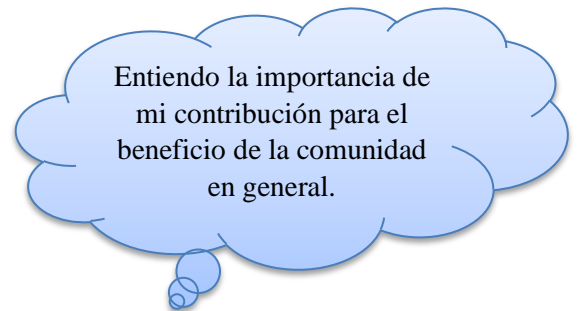 Entiendo la importancia de
mi contribución para el
beneficio de la comunidad
en general.